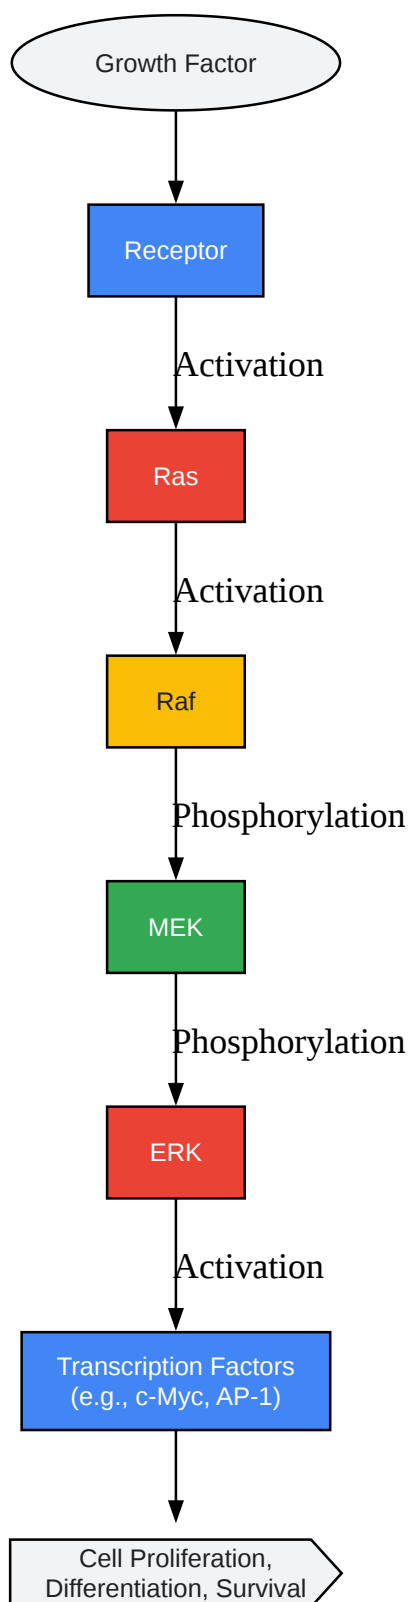 Growth Factor
Receptor
Activation
Ras
Activation
Raf
Phosphorylation
MEK
Phosphorylation
ERK
Activation
Transcription Factors
(e.g., c-Myc, AP-1)
Cell Proliferation,
Differentiation, Survival